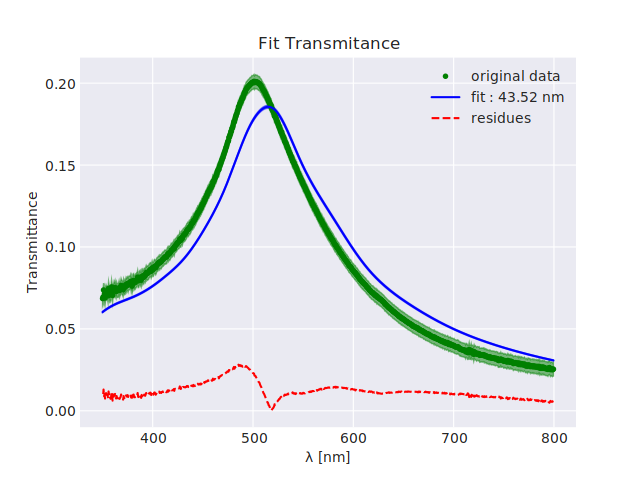 Fit Transmitance
Transmittance
0.20
0.15
0.10
0.05
0.00
original data
fit : 43.52 nm
residues
400 500 600 700 800
λ [nm]